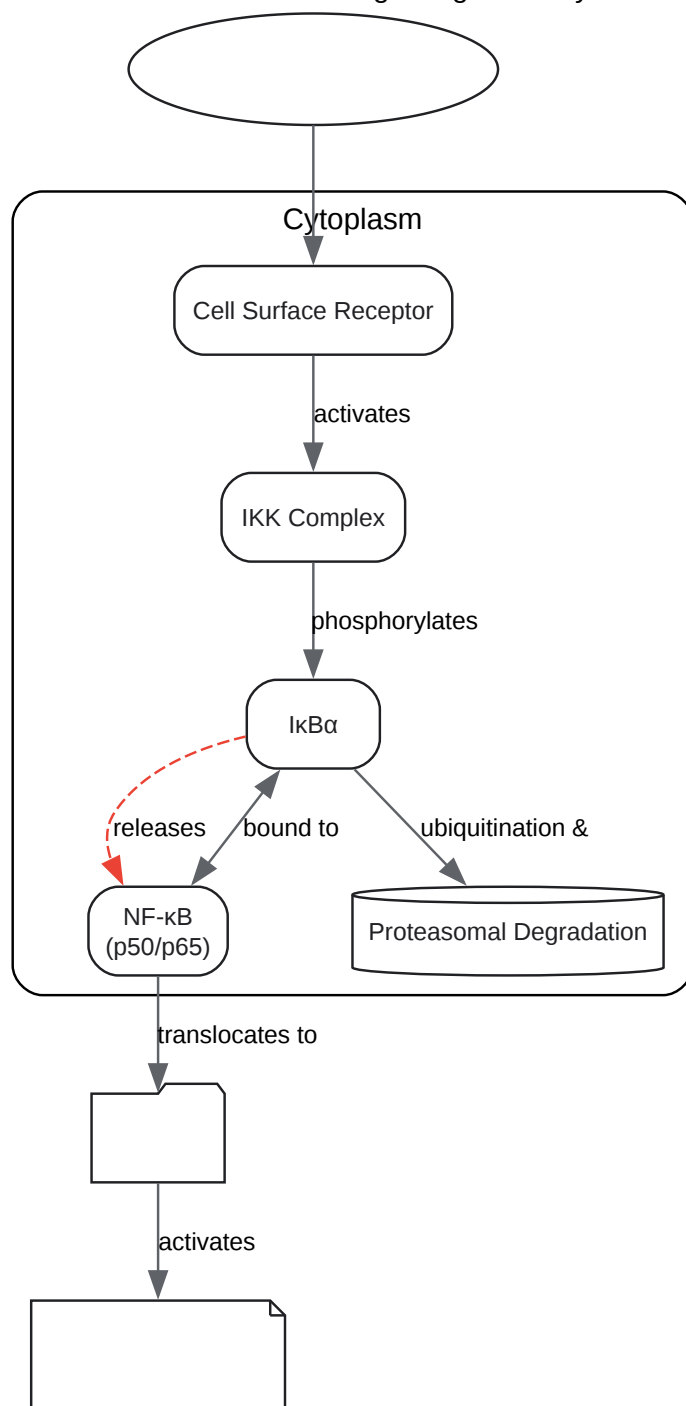 Cytoplasm
Cell Surface Receptor
activates
IKK Complex
phosphorylates
IκBα
releases
bound to
ubiquitination &
NF-κB
(p50/p65)
Proteasomal Degradation
translocates to
activates